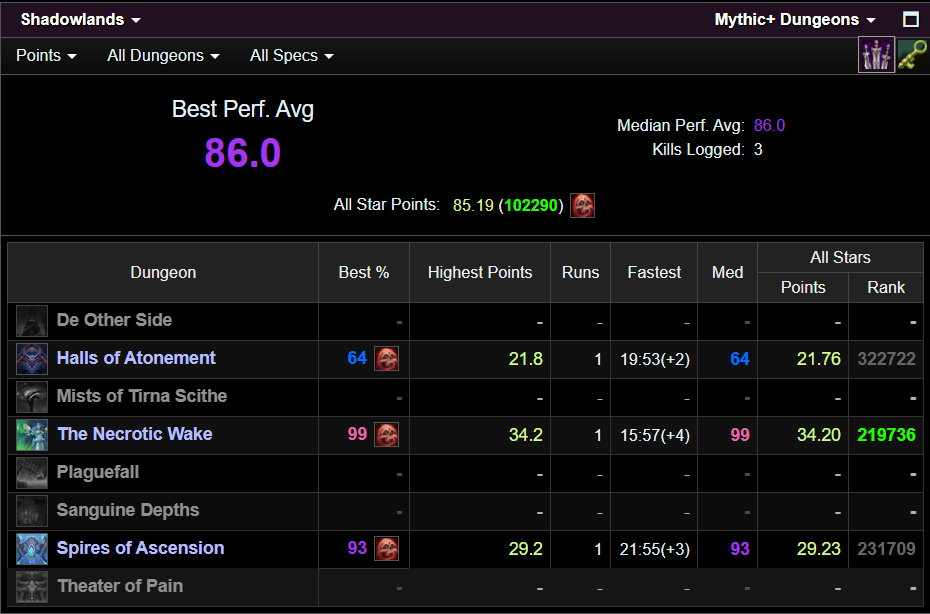 Shadowlands Mythic+ Dungeons
Points All Dungeons All Specs
Best Perf. Avg
86.0
Median Perf. Avg: 86.0
Kills Logged: 3
All Star Points: 85.19 (102290)
Dungeon Best % Highest Points Runs Fastest Med All Stars
Points Rank
De Other Side - - - - - - -
Halls of Atonement 64 21.8 1 19:53(+2) 64 21.76 322722
Mists of Tirna Scithe - - - - - - -
The Necrotic Wake 99 34.2 1 15:57(+4) 99 34.20 219736
Plaguefall - - - - - - -
Sanguine Depths - - - - - - -
Spires of Ascension 93 29.2 1 21:55(+3) 93 29.23 231709
Theater of Pain - - - - - - -